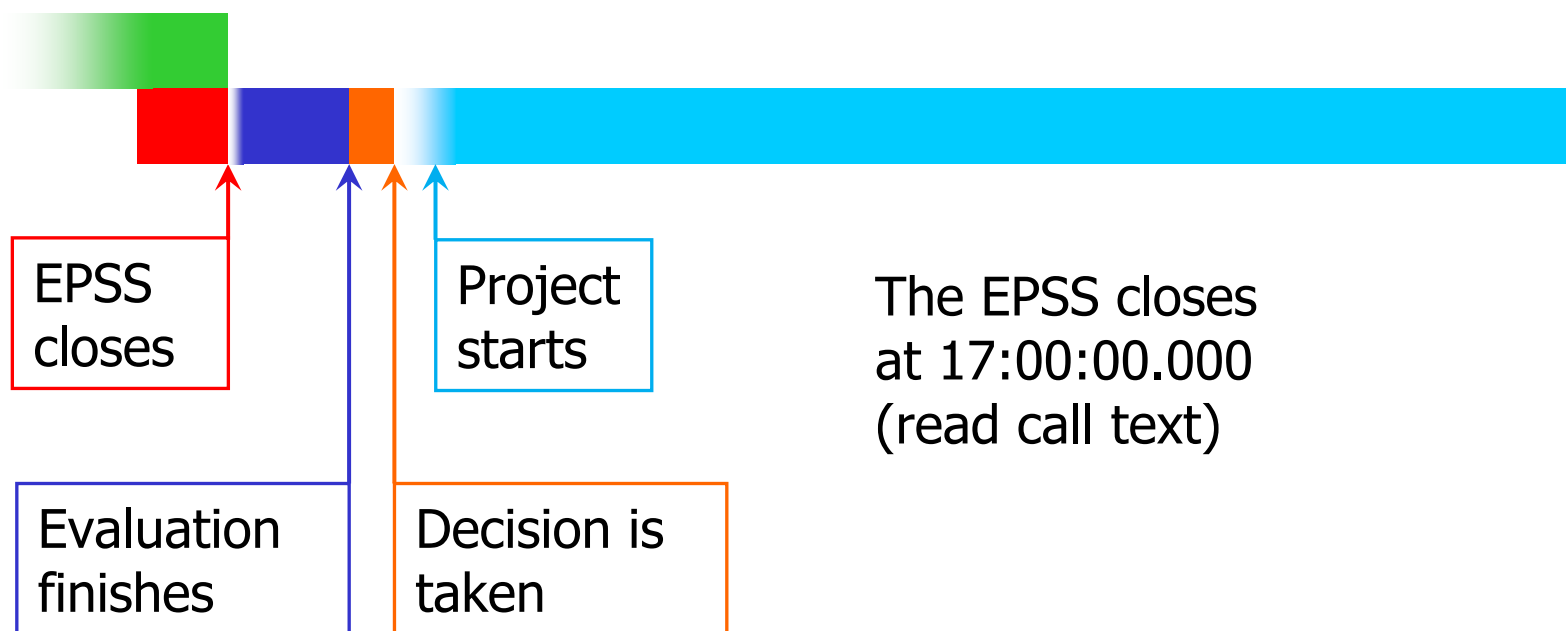 EPSS
closes
Project
starts
The EPSS closes
at 17:00:00.000
(read call text)
Evaluation
finishes
Decision is
taken